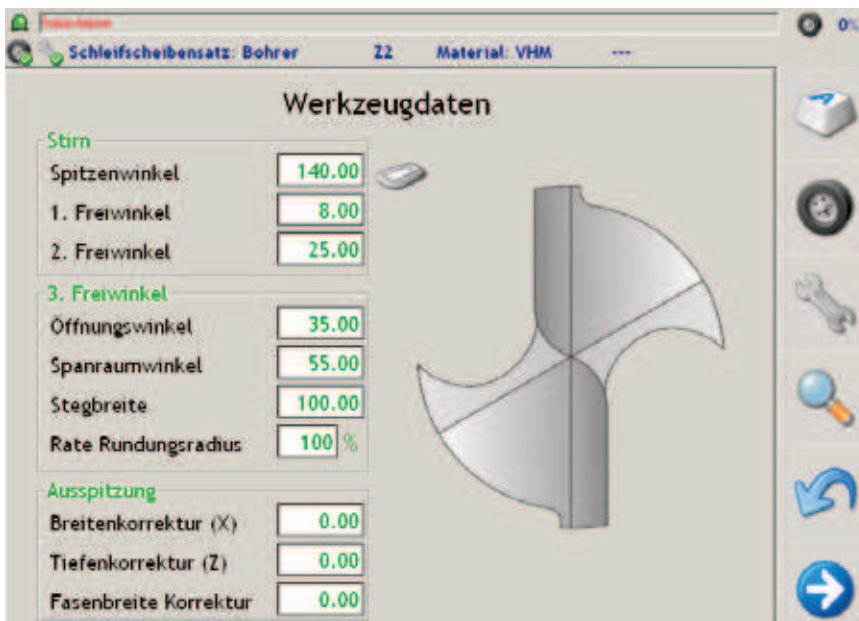 0%
Schleifscheibensatz: Bohrer Z2 Material: VHM ---
Werkzeugdaten
Stirn
Spitzenwinkel 140.00
1. Freiwinkel 8.00
2. Freiwinkel 25.00
3. Freiwinkel
Öffnungswinkel 35.00
Spanraumwinkel 55.00
Stegbreite 100.00
Rate Rundungsradius 100 %
Ausspitzung
Breitenkorrektur (X) 0.00
Tiefenkorrektur (Z) 0.00
Fasenbreite Korrektur 0.00
A